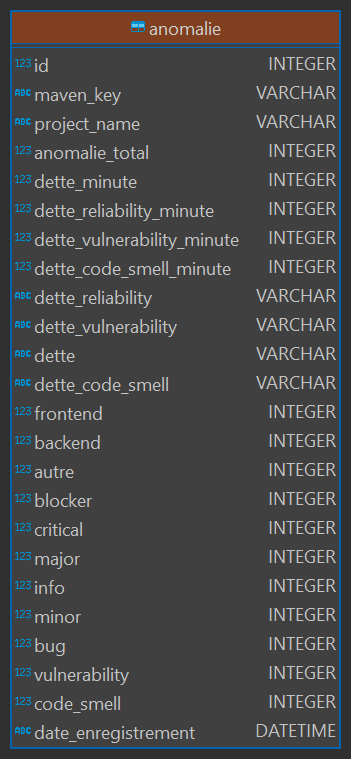 anomalie
123 id INTEGER
ABC maven_key VARCHAR
ABC project_name VARCHAR
123 anomalie_total INTEGER
123 dette_minute INTEGER
123 dette_reliability_minute INTEGER
123 dette_vulnerability_minute INTEGER
123 dette_code_smell_minute INTEGER
ABC dette_reliability VARCHAR
ABC dette_vulnerability VARCHAR
ABC dette VARCHAR
ABC dette_code_smell VARCHAR
123 frontend INTEGER
123 backend INTEGER
123 autre INTEGER
123 blocker INTEGER
123 critical INTEGER
123 major INTEGER
123 info INTEGER
123 minor INTEGER
123 bug INTEGER
123 vulnerability INTEGER
123 code_smell INTEGER
ABC date_enregistrement DATETIME